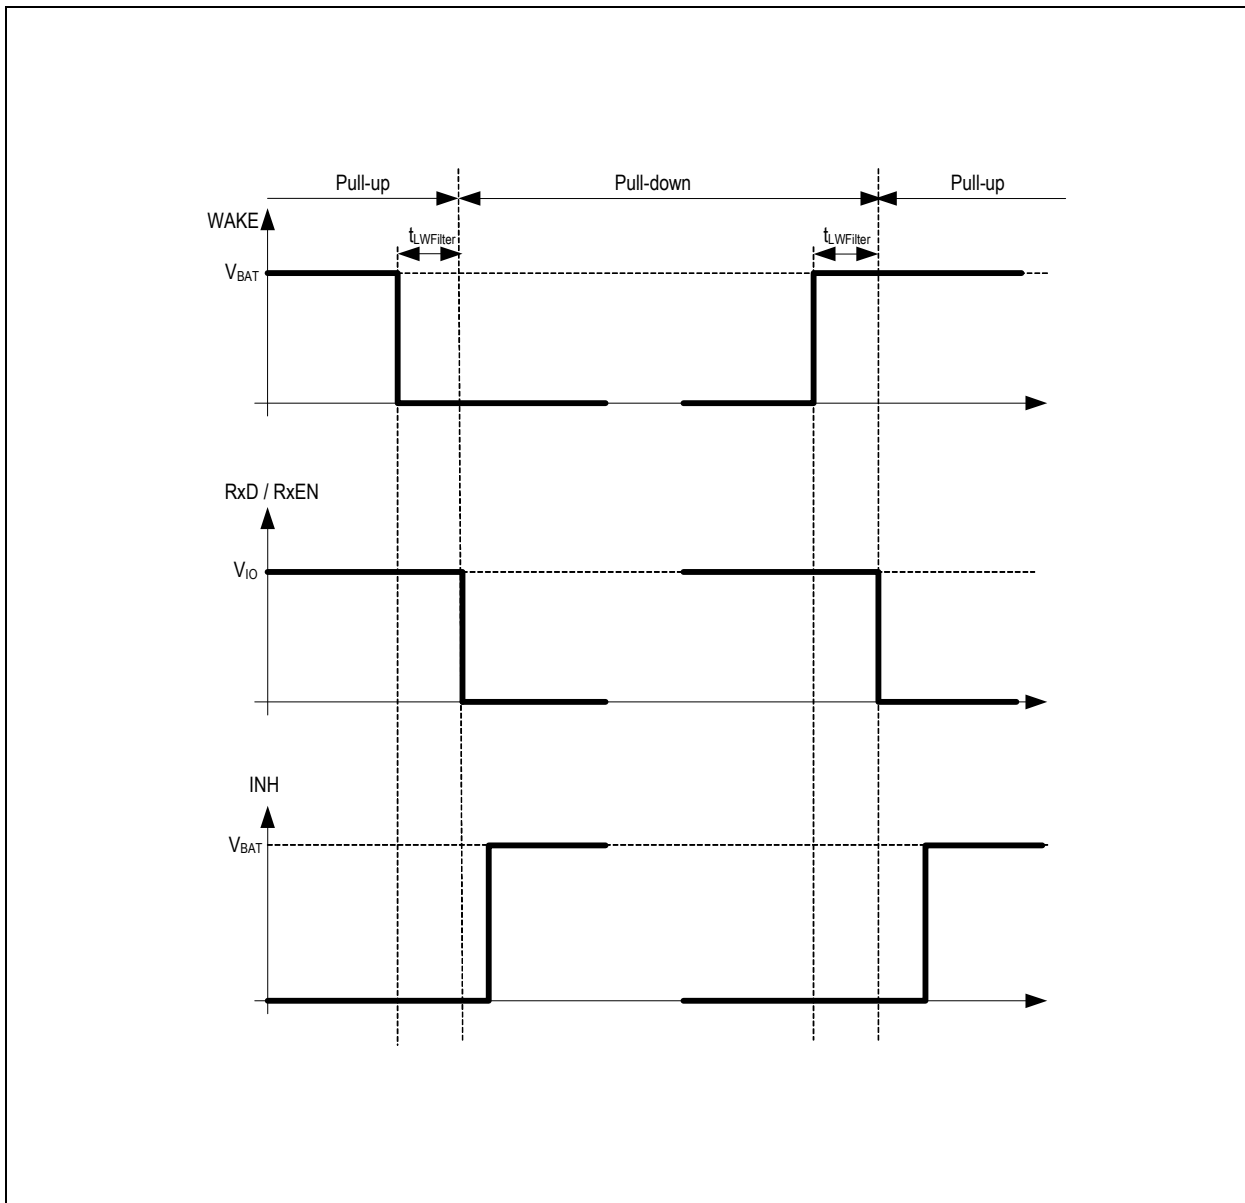 Pull-up Pull-down Pull-up
WAKE
tLWFilter tLWFilter
VBAT
RxD / RxEN
VIO
INH
VBAT